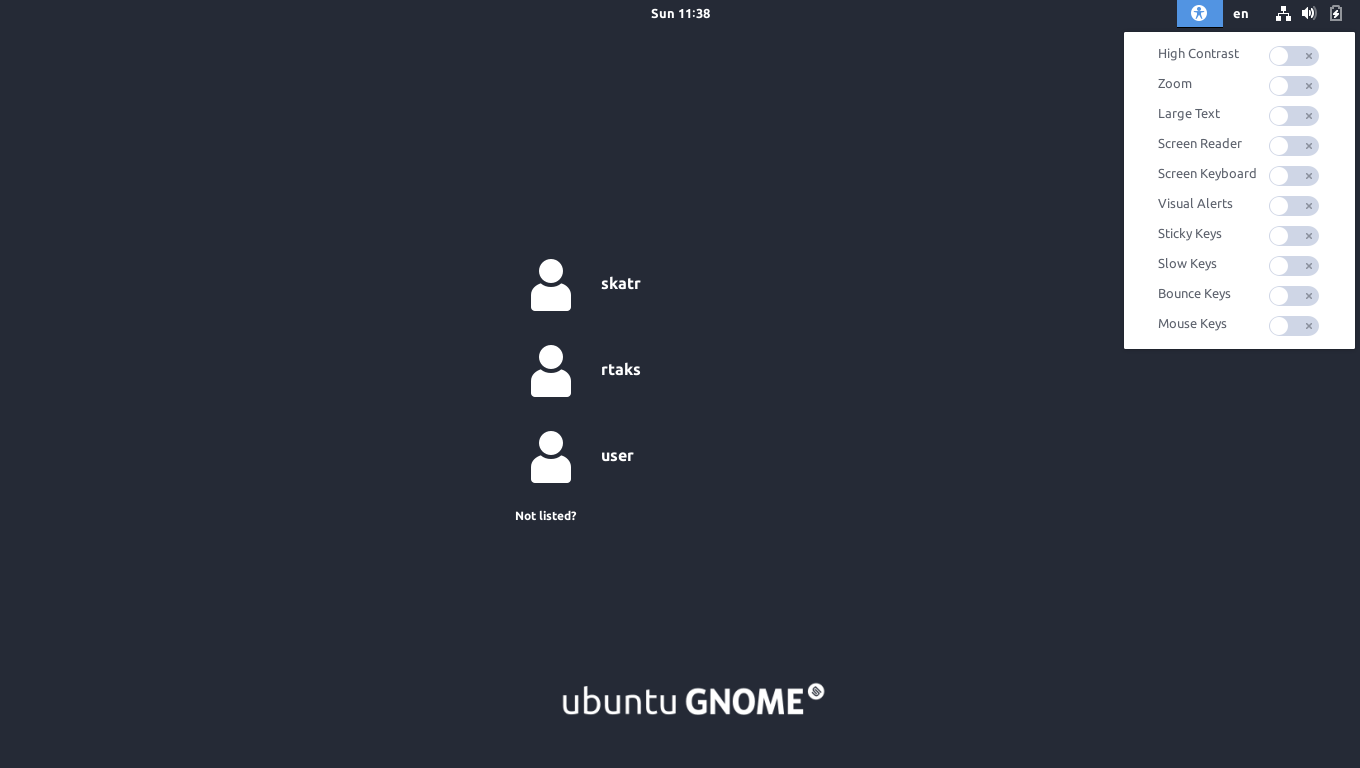 Sun 11:38
en
High Contrast
Zoom
Large Text
Screen Reader
Screen Keyboard
Visual Alerts
Sticky Keys
Slow Keys
Bounce Keys
Mouse Keys
skatr
rtaks
user
Not listed?
ubuntu GNOME